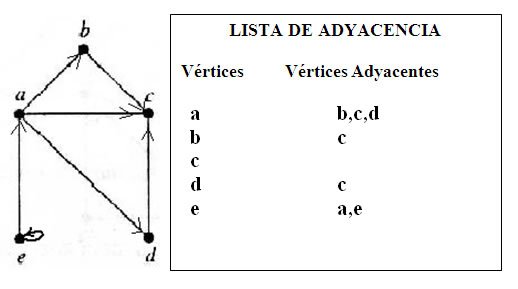 b
a
c
e
d
LISTA DE ADYACENCIA
Vértices Vértices Adyacentes
a b,c,d
b c
c
d c
e a,e